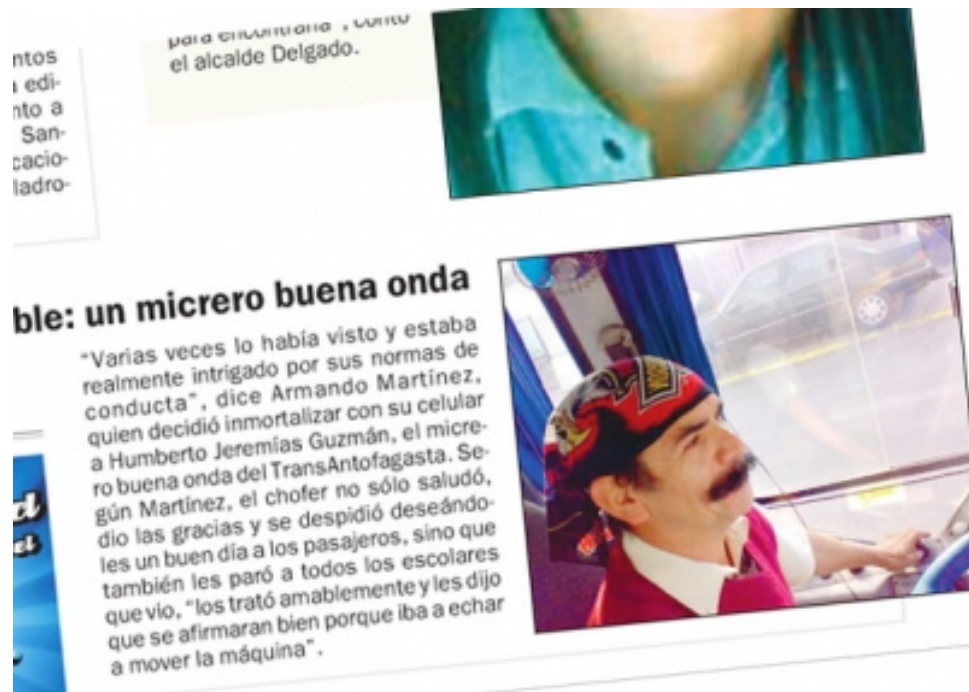 para encontrarla", contó
el alcalde Delgado.
ntos
a edi-
nto a
San-
cacio-
ladro-
ble: un micrero buena onda
"Varias veces lo había visto y estaba
realmente intrigado por sus normas de
conducta", dice Armando Martínez,
quien decidió inmortalizar con su celular
a Humberto Jeremías Guzmán, el micre-
ro buena onda del TransAntofagasta. Se-
gún Martínez, el chofer no sólo saludó,
dio las gracias y se despidió deseándo-
les un buen día a los pasajeros, sino que
también les paró a todos los escolares
que vio, "los trató amablemente y les dijo
que se afirmaran bien porque iba a echar
a mover la máquina".
d
el